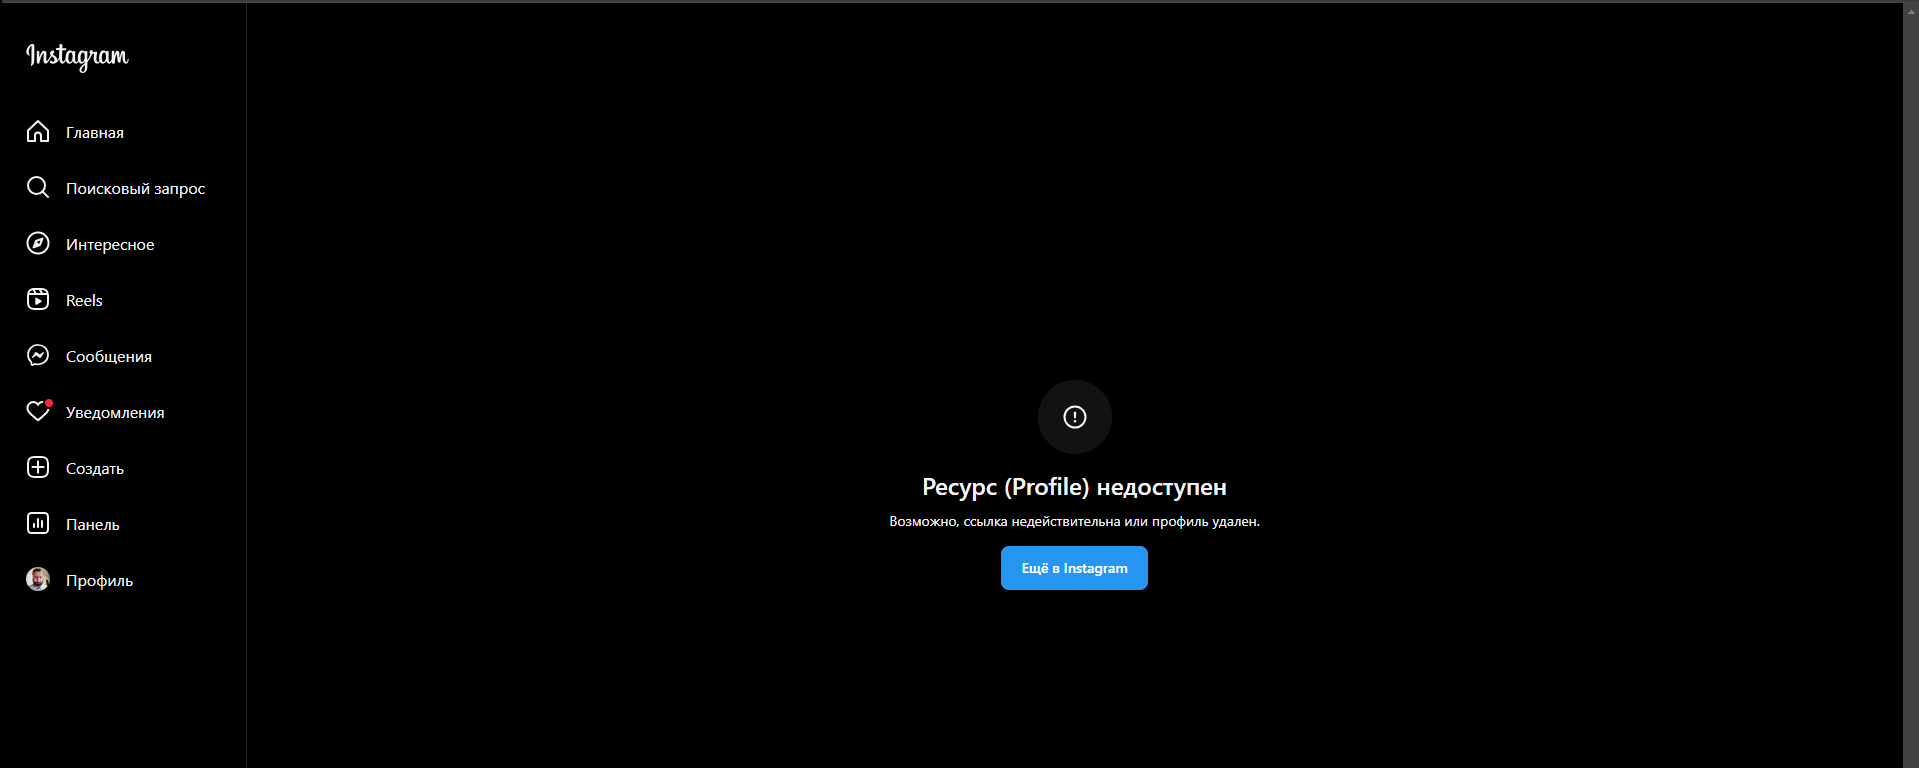 Instagram
Главная
Поисковый запрос
Интересное
Reels
Сообщения
Уведомления
Создать
Панель
Профиль
Ресурс (Profile) недоступен
Возможно, ссылка недействительна или профиль удален.
Ещё в Instagram